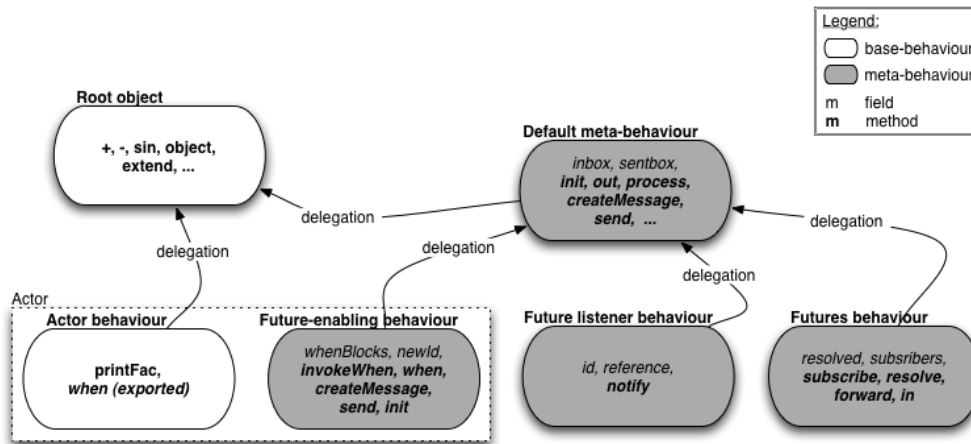 Legend:
base-behaviour
meta-behaviour
m field
m method
Root object
+, -, sin, object,
extend, ...
Default meta-behaviour
inbox, sentbox,
init, out, process,
createMessage,
send, ...
delegation
delegation
delegation
delegation
delegation
Actor
Actor behaviour
printFac,
when (exported)
Future-enabling behaviour
whenBlocks, newId,
invokeWhen, when,
createMessage,
send, init
Future listener behaviour
id, reference,
notify
Futures behaviour
resolved, subsribers,
subscribe, resolve,
forward, in